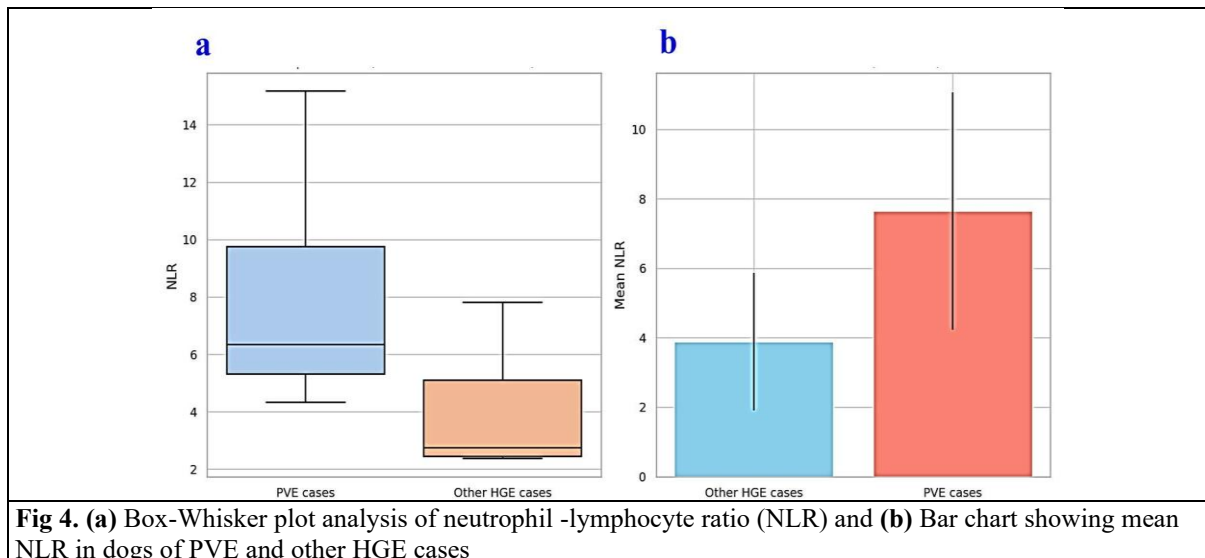 a
b
14
12
10
8
6
4
2
NLR
PVE cases
Other HGE cases
10
8
6
4
2
0
Mean NLR
Other HGE cases
PVE cases
Fig 4. (a) Box-Whisker plot analysis of neutrophil -lymphocyte ratio (NLR) and (b) Bar chart showing mean
NLR in dogs of PVE and other HGE cases